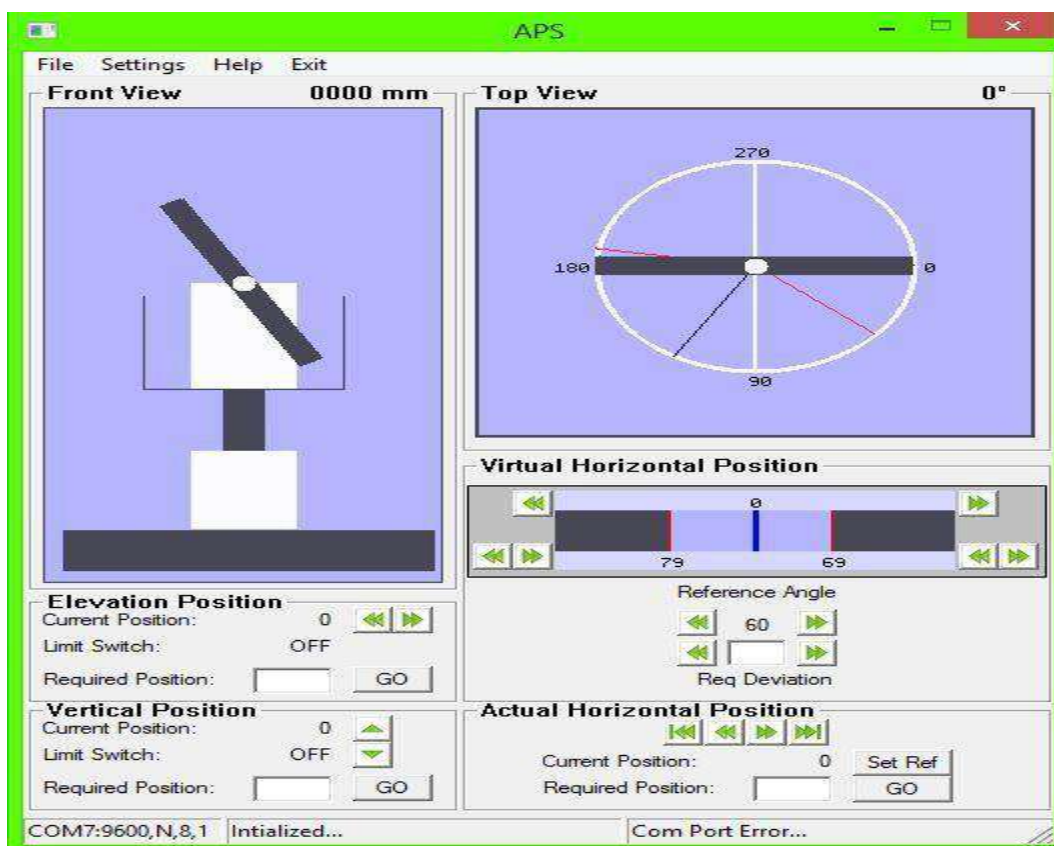 APS
File Settings Help Exit
Front View 0000 mm
Top View 0°
270
180
0
90
Virtual Horizontal Position
0
79 69
Reference Angle
60
Req Deviation
Elevation Position
Current Position: 0
Limit Switch: OFF
Required Position: GO
Vertical Position
Current Position: 0
Limit Switch: OFF
Required Position: GO
Actual Horizontal Position
Current Position: 0 Set Ref
Required Position: GO
COM7:9600,N,8,1 Intialized... Com Port Error...